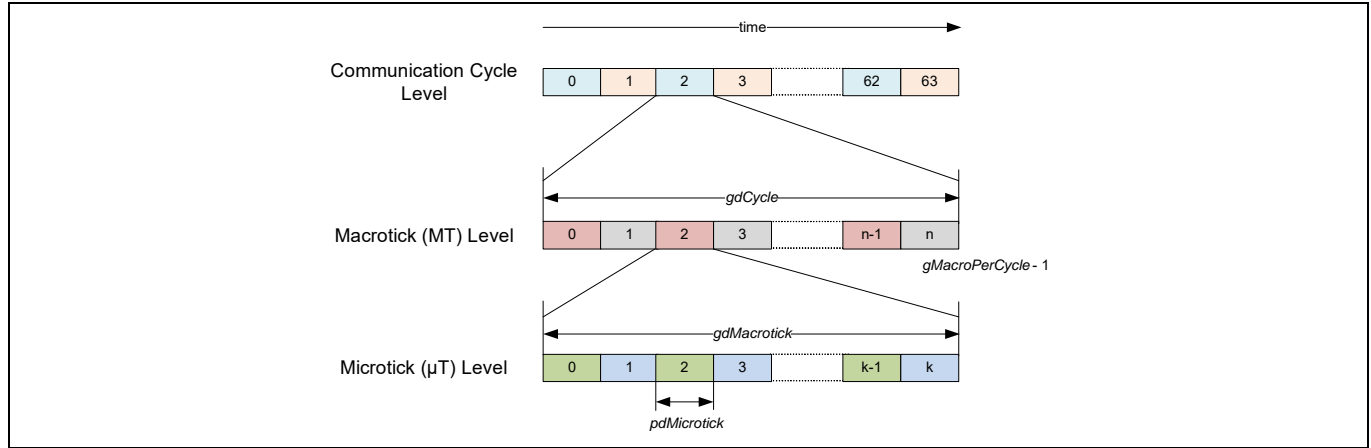 time
Communication Cycle
Level
0 1 2 3 62 63
gdCycle
Macrotick (MT) Level
0 1 2 3 n-1 n
gMacroPerCycle - 1
gdMacrotick
Microtick (µT) Level
0 1 2 3 k-1 k
pdMicrotick